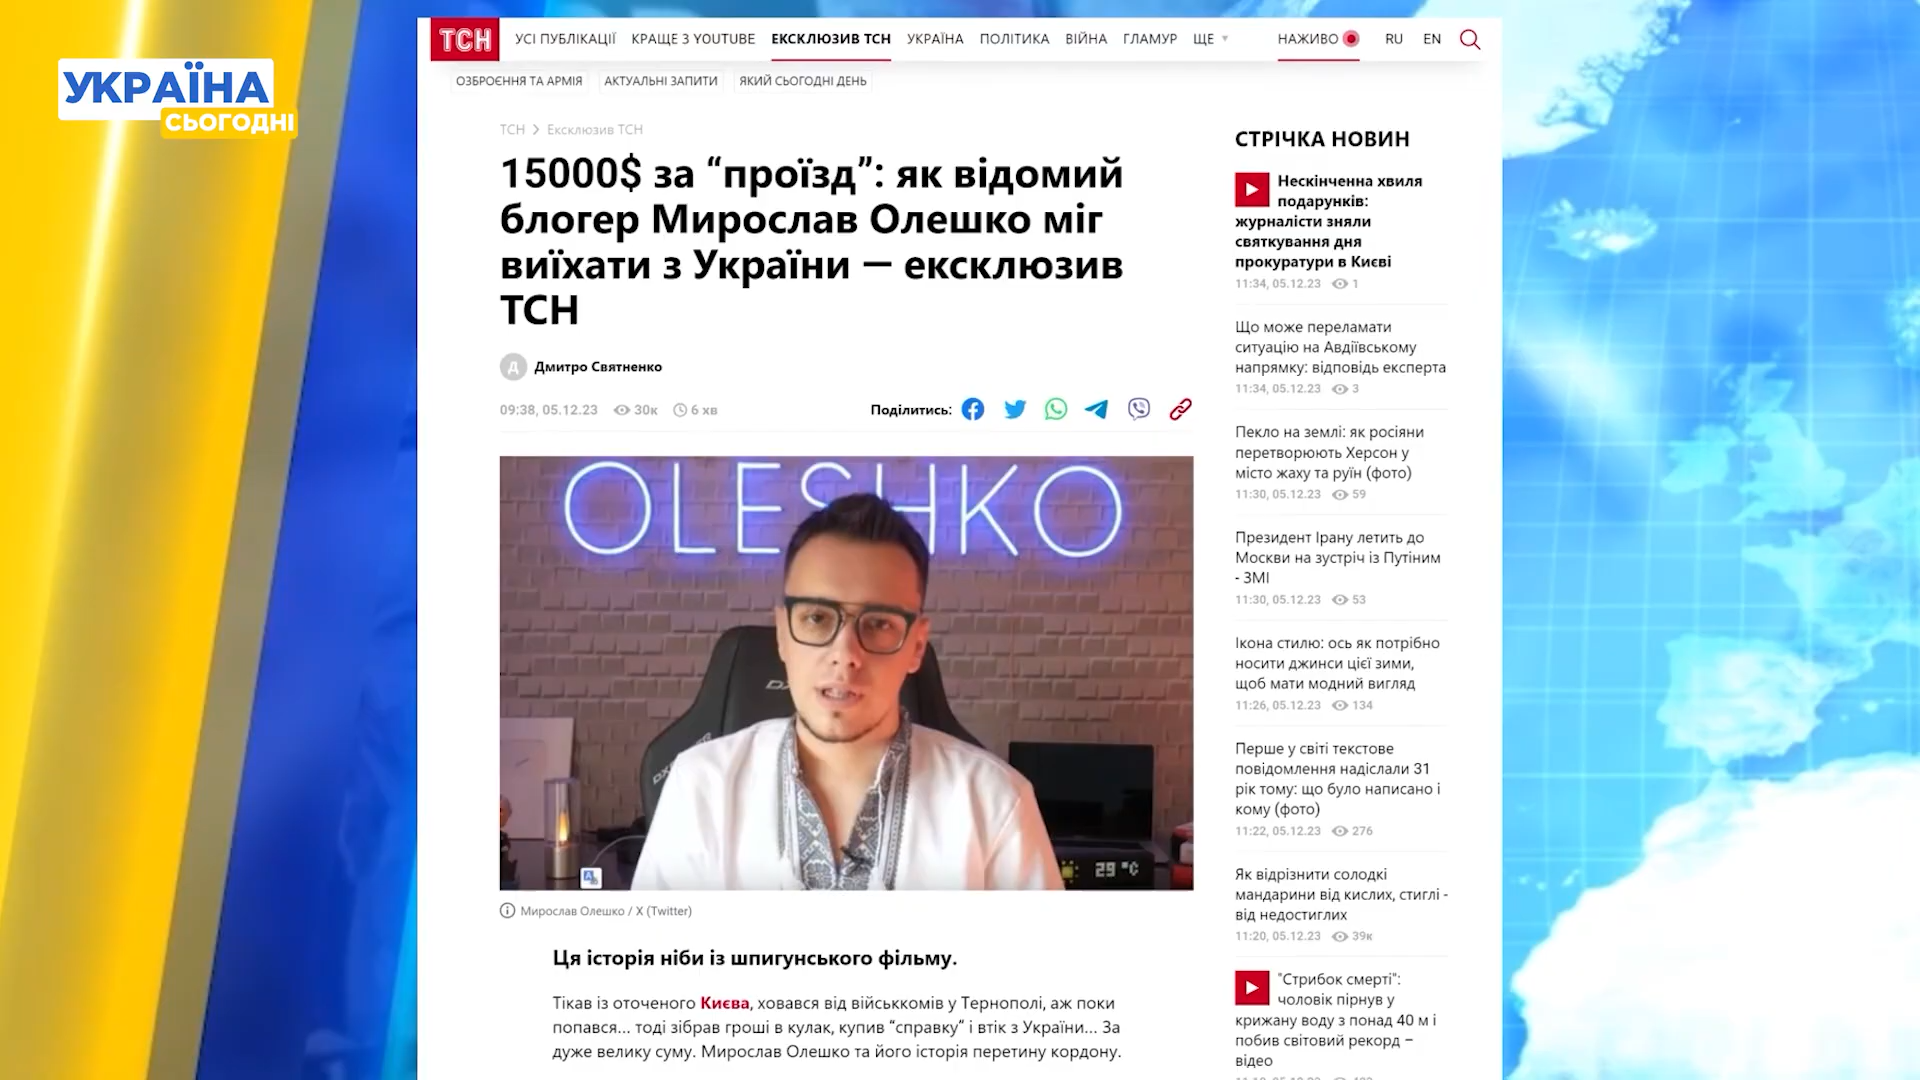 УКРАЇНА
СЬОГОДНІ
ТСН
УСІ ПУБЛІКАЦІЇ КРАЩЕ З YOUTUBE ЕКСКЛЮЗИВ ТСН УКРАЇНА ПОЛІТИКА ВІЙНА ГЛАМУР ЩЕ НАЖИВО RU EN
ОЗБРОЄННЯ ТА АРМІЯ АКТУАЛЬНІ ЗАПИТИ ЯКИЙ СЬОГОДНІ ДЕНЬ
ТСН > Ексклюзив ТСН
15000$ за “проїзд”: як відомий
блогер Мирослав Олешко міг
виїхати з України — ексклюзив
ТСН
Д Дмитро Святненко
09:38, 05.12.23 30к 6 хв
Поділитись:
OLESHKO
DXRACER
29 °C
Мирослав Олешко / X (Twitter)
Ця історія ніби із шпигунського фільму.
Тікав із оточеного Києва, ховався від військкомів у Тернополі, аж поки
попався... тоді зібрав гроші в кулак, купив “справку” і втік з України... За
дуже велику суму. Мирослав Олешко та його історія перетину кордону.
СТРІЧКА НОВИН
Нескінченна хвиля
подарунків:
журналісти зняли
святкування дня
прокуратури в Києві
11:34, 05.12.23 1
Що може переламати
ситуацію на Авдіївському
напрямку: відповідь експерта
11:34, 05.12.23 3
Пекло на землі: як росіяни
перетворюють Херсон у
місто жаху та руїн (фото)
11:30, 05.12.23 59
Президент Ірану летить до
Москви на зустріч із Путіним
- ЗМІ
11:30, 05.12.23 53
Ікона стилю: ось як потрібно
носити джинси цієї зими,
щоб мати модний вигляд
11:26, 05.12.23 134
Перше у світі текстове
повідомлення надіслали 31
рік тому: що було написано і
кому (фото)
11:22, 05.12.23 276
Як відрізнити солодкі
мандарини від кислих, стиглі -
від недостиглих
11:20, 05.12.23 39к
"Стрибок смерті":
чоловік пірнув у
крижану воду з понад 40 м і
побив світовий рекорд –
відео